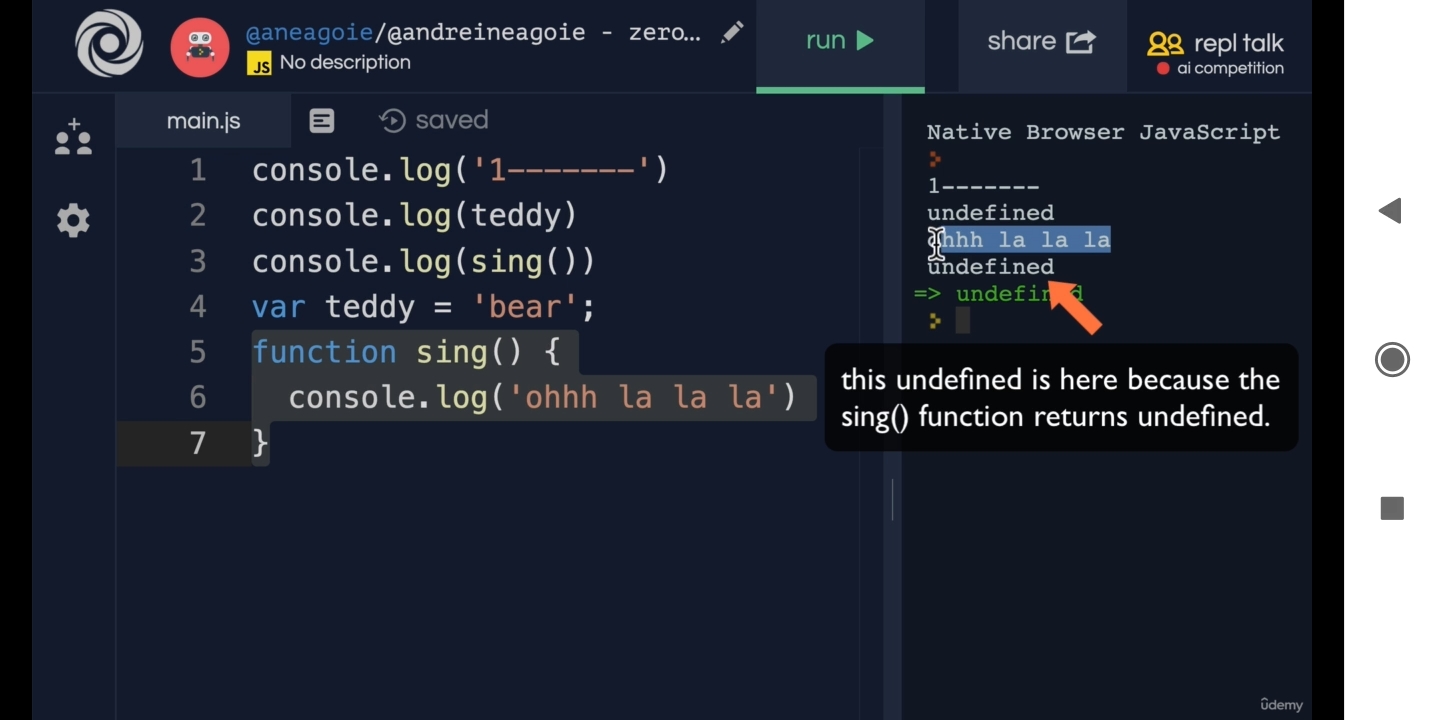 @aneagoie/@andreineagoie - zero...
JS No description
run
share
repl talk
ai competition
main.js
saved
1 console.log('1-------')
2 console.log(teddy)
3 console.log(sing())
4 var teddy = 'bear';
5 function sing() {
6 console.log('ohhh la la la')
7 }
Native Browser JavaScript
1-------
undefined
ohhh la la la
undefined
=> undefined
this undefined is here because the
sing() function returns undefined.
ûdemy